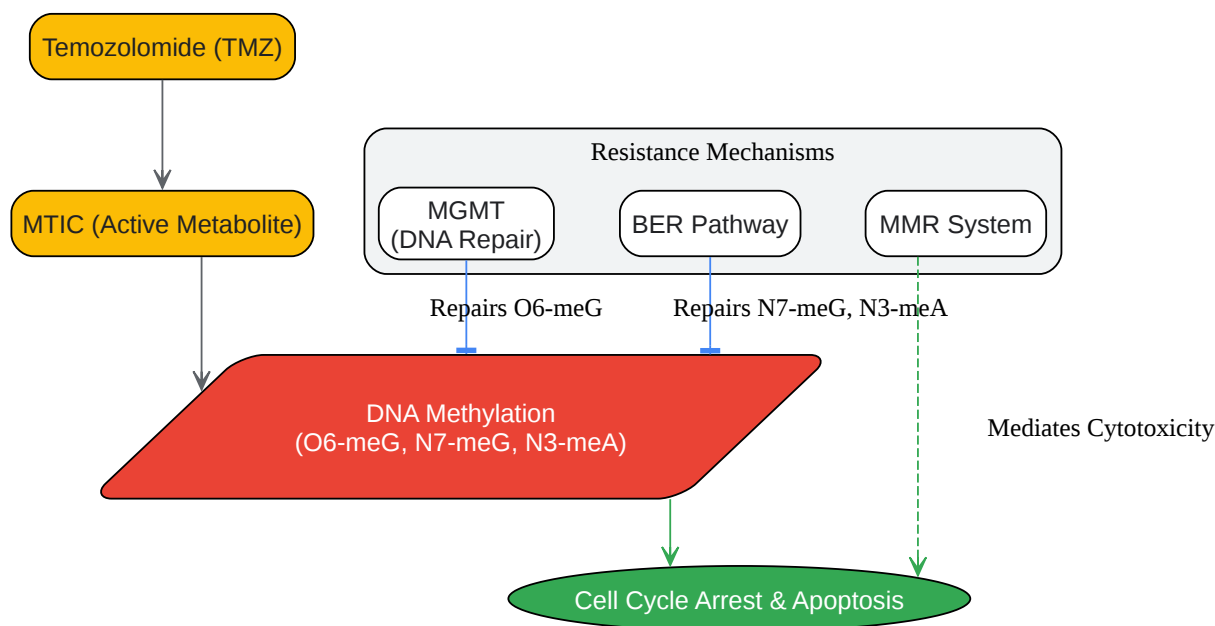 Temozolomide (TMZ)
Resistance Mechanisms
MTIC (Active Metabolite)
MGMT
(DNA Repair)
BER Pathway
MMR System
Repairs O6-meG
Repairs N7-meG, N3-meA
DNA Methylation
(O6-meG, N7-meG, N3-meA)
Mediates Cytotoxicity
Cell Cycle Arrest & Apoptosis